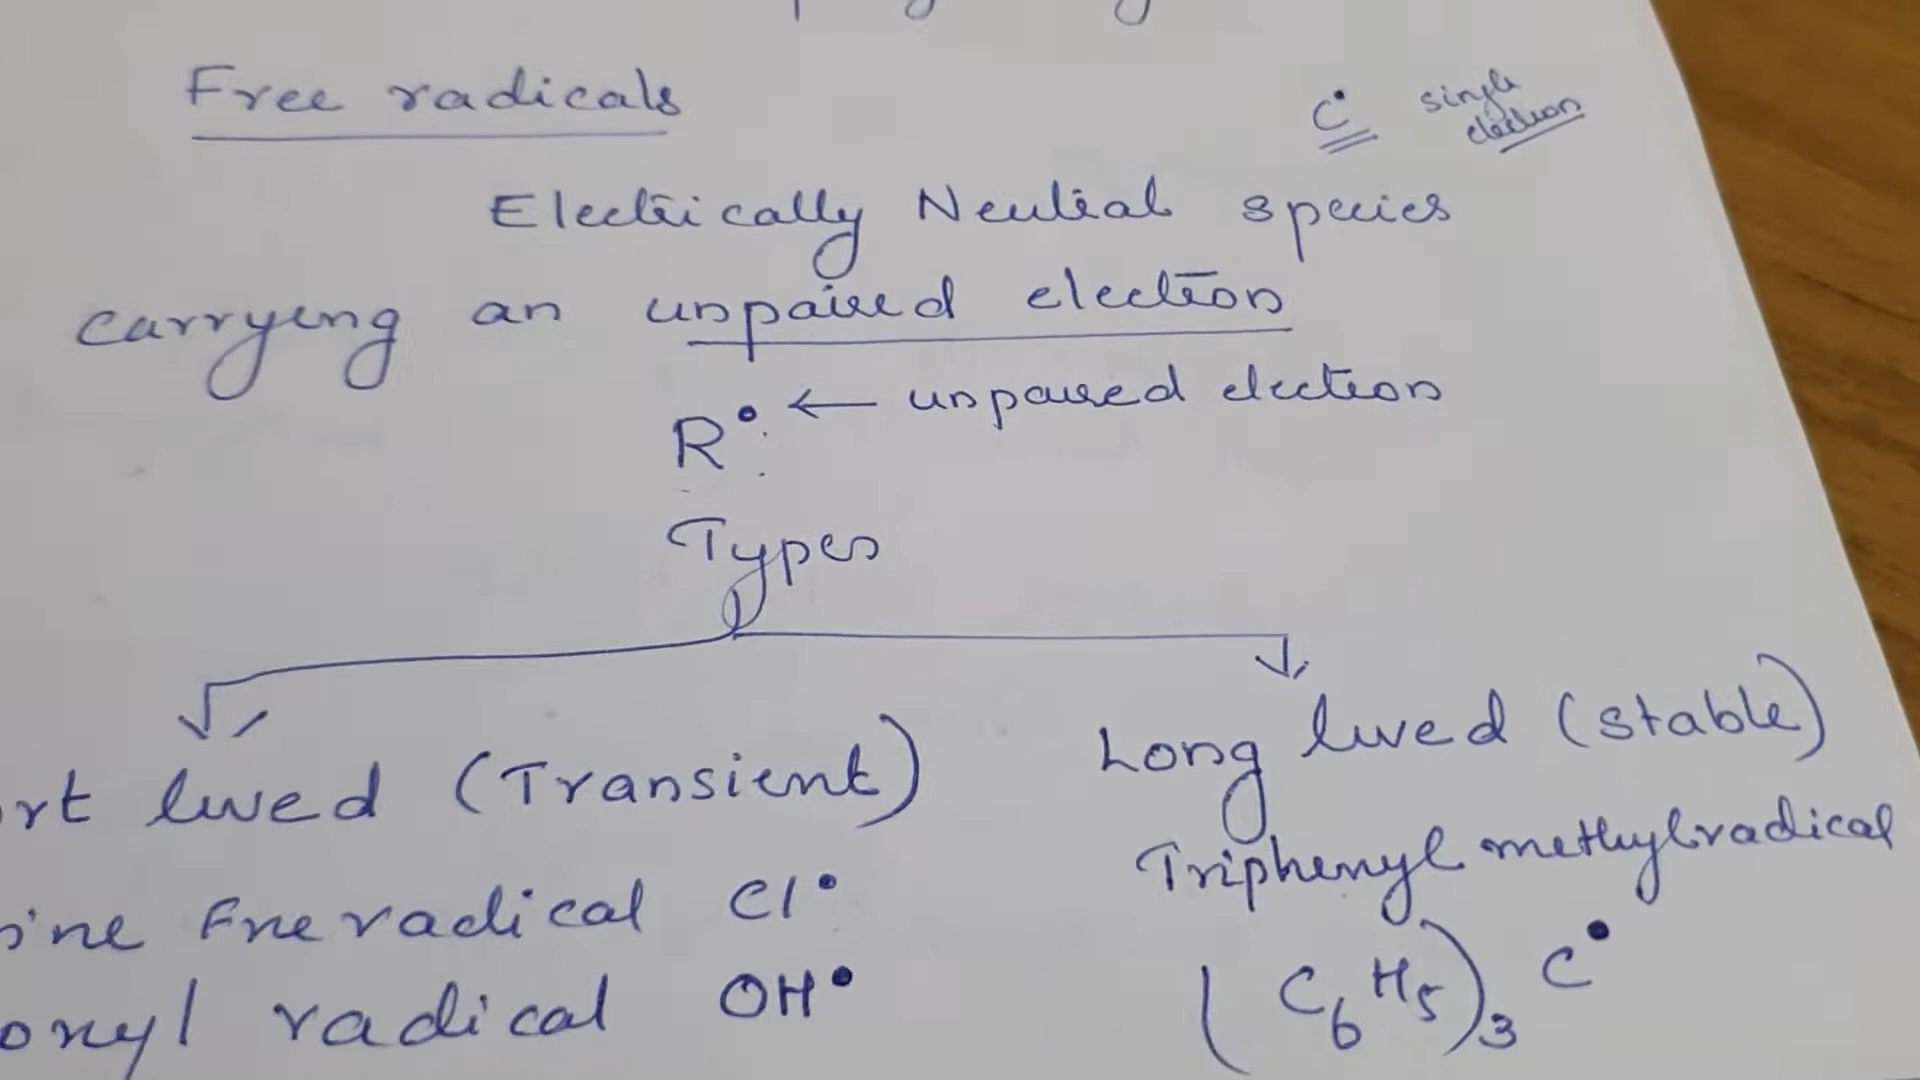 Free radicals
C• single
electron
Electrically Neutral species
carrying an unpaired electron
R• ← unpaired electron
Types
rt lived (Transient)
Long lived (stable)
ine Free radical Cl•
Triphenyl methylradical
oxyl radical OH•
(C6H5)3 C•